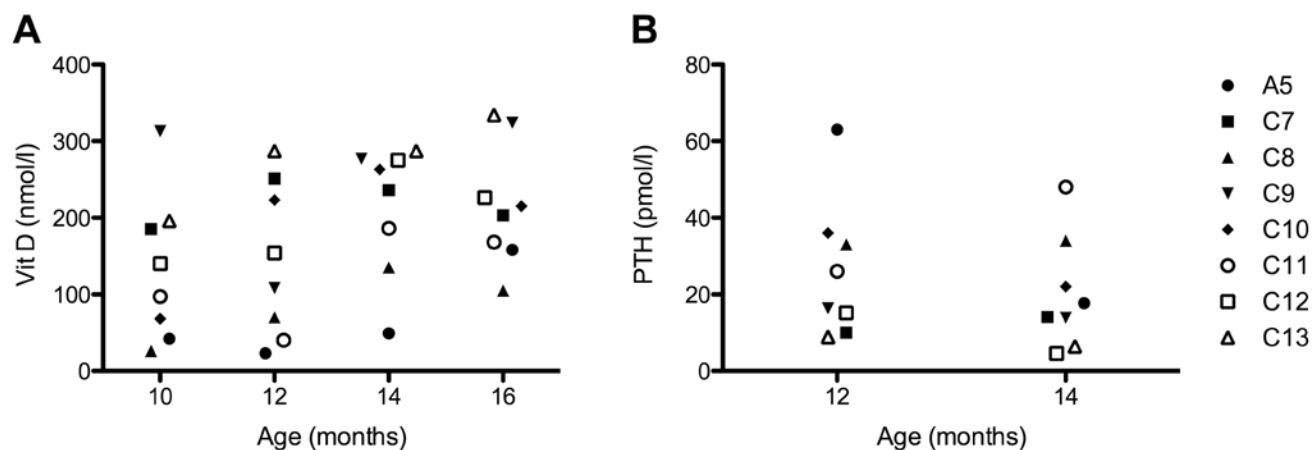 A
Vit D (nmol/l)
400
300
200
100
0
10 12 14 16
Age (months)
B
PTH (pmol/l)
80
60
40
20
0
12 14
Age (months)
A5
C7
C8
C9
C10
C11
C12
C13